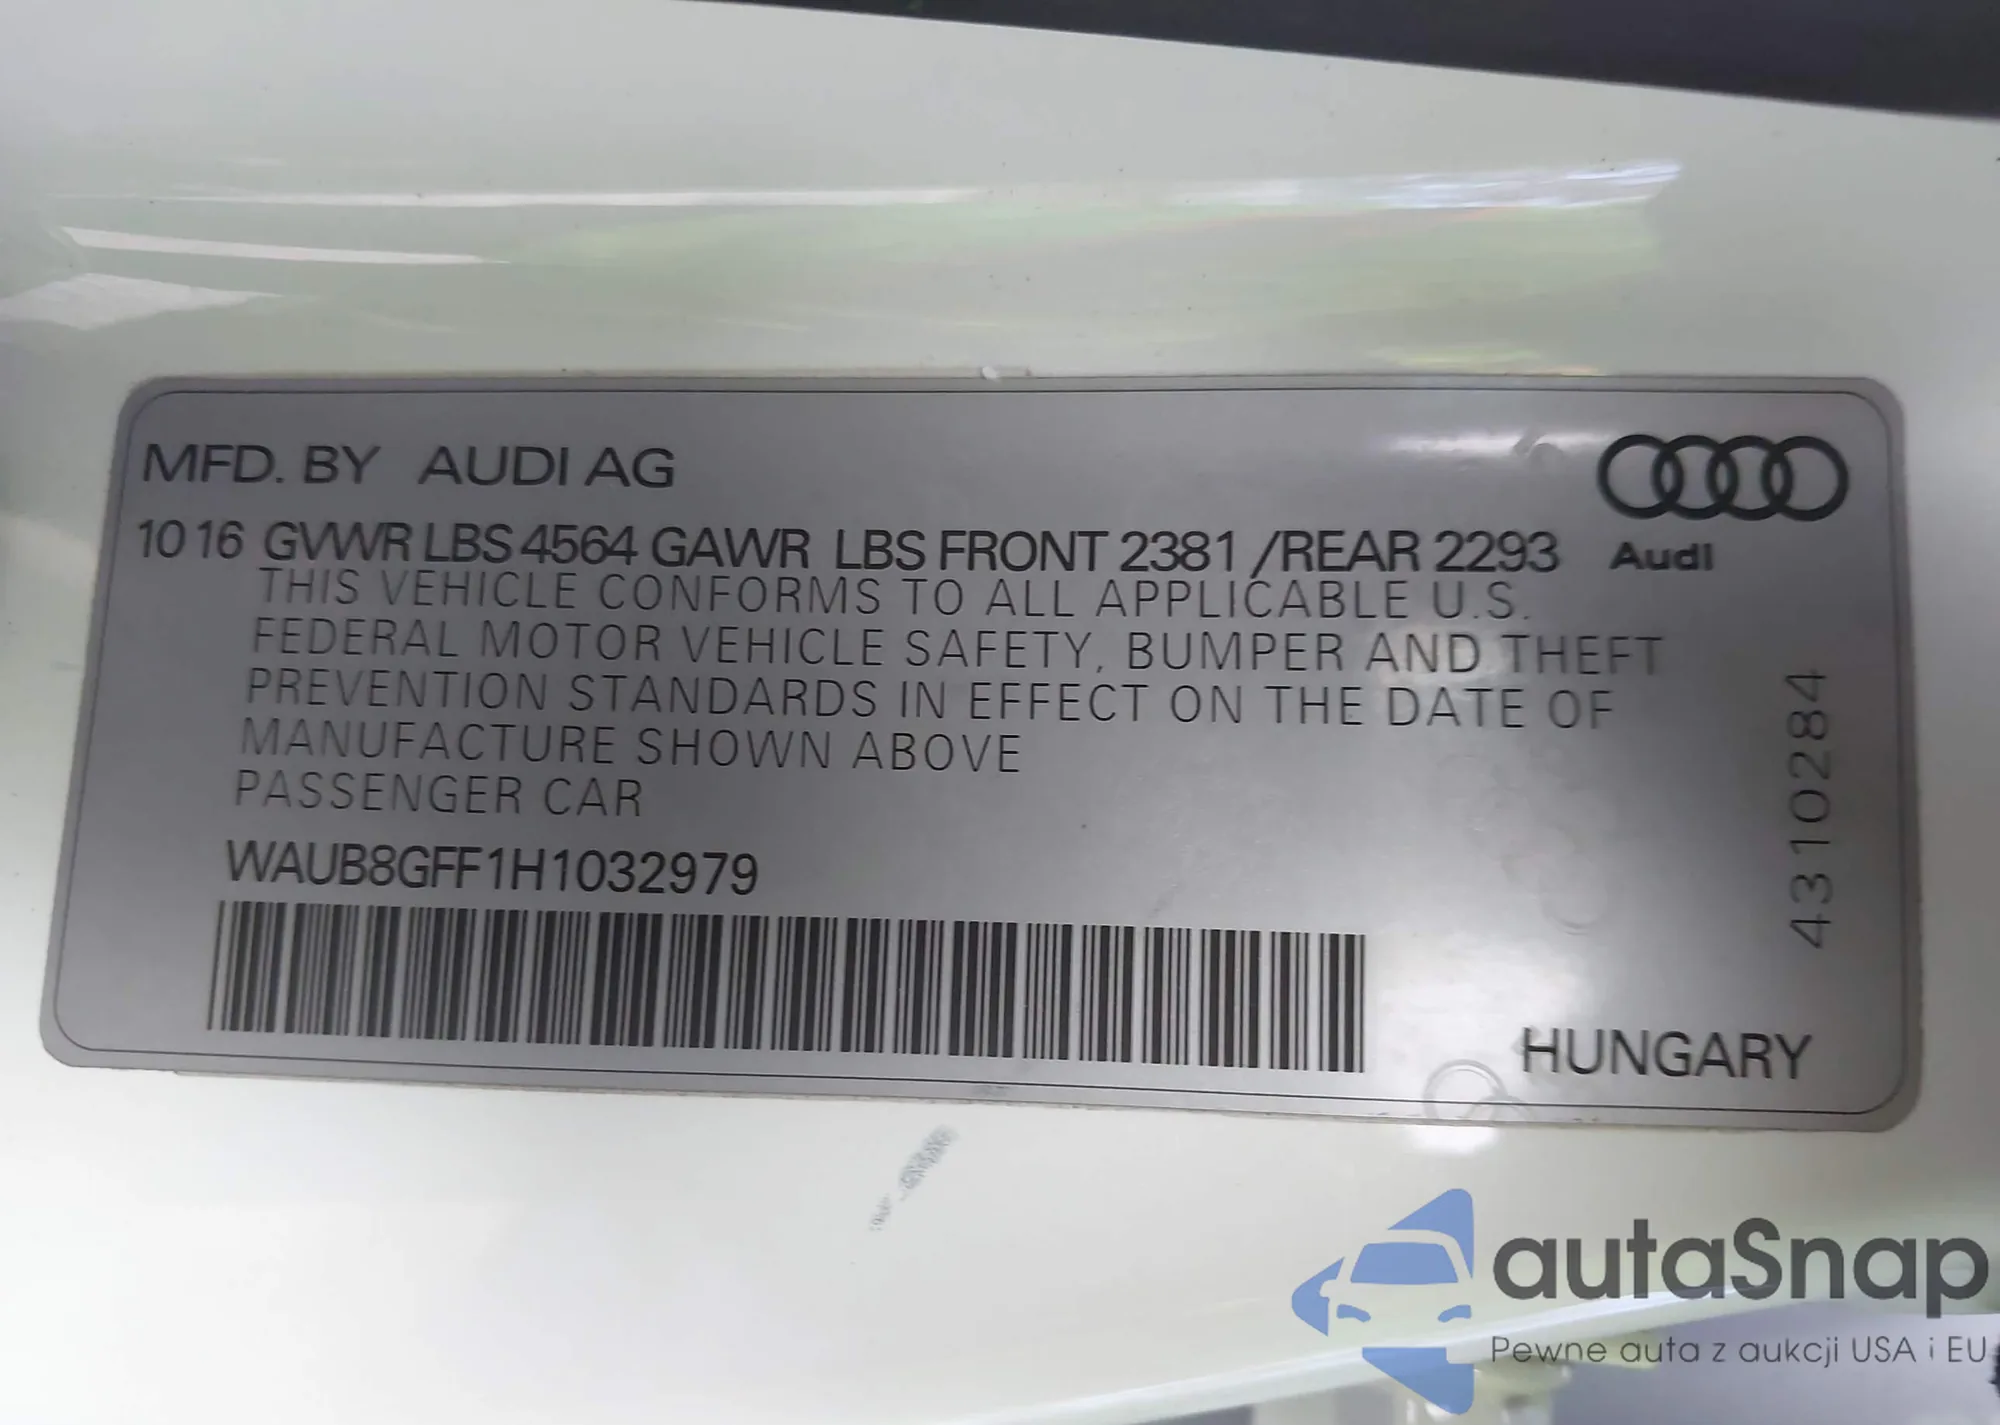 MFD. BY AUDI AG
10 16 GVWR LBS 4564 GAWR LBS FRONT 2381 /REAR 2293
Audi
THIS VEHICLE CONFORMS TO ALL APPLICABLE U.S.
FEDERAL MOTOR VEHICLE SAFETY, BUMPER AND THEFT
PREVENTION STANDARDS IN EFFECT ON THE DATE OF
MANUFACTURE SHOWN ABOVE
PASSENGER CAR
WAUB8GFF1H1032979
4310284
HUNGARY
autaSnap
Pewne auta z aukcji USA i EU